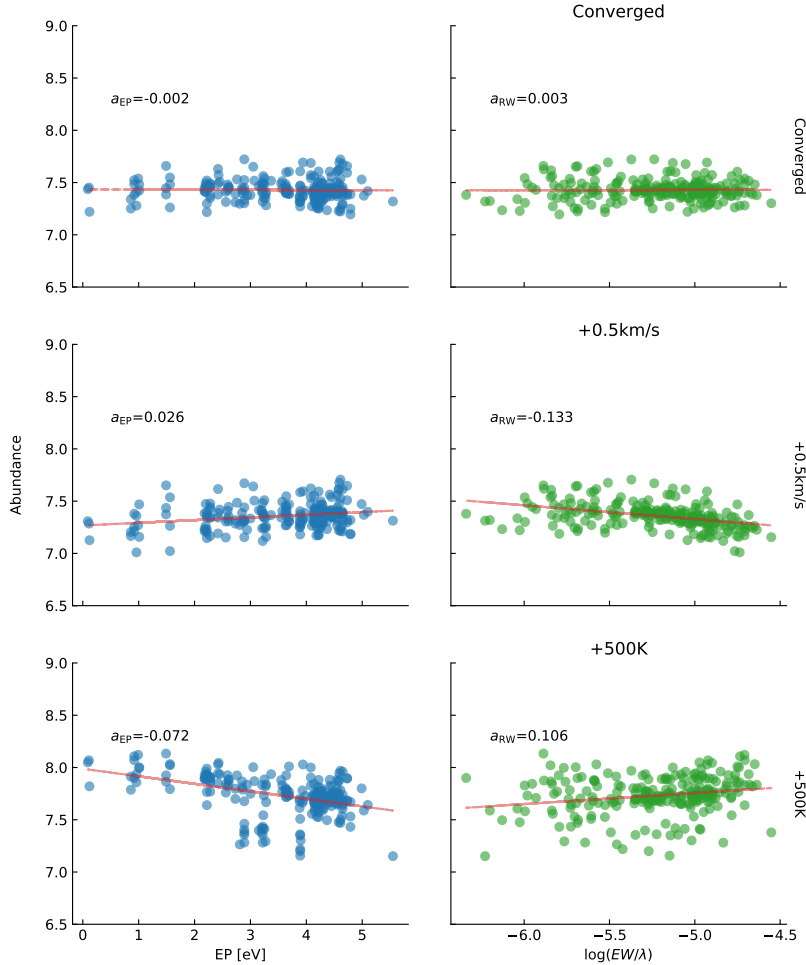 Converged
9.0
8.5
8.0
7.5
7.0
6.5
a_EP=-0.002
a_RW=0.003
Converged
+0.5km/s
9.0
8.5
8.0
7.5
7.0
6.5
Abundance
a_EP=0.026
a_RW=-0.133
+0.5km/s
+500K
9.0
8.5
8.0
7.5
7.0
6.5
a_EP=-0.072
a_RW=0.106
+500K
0 1 2 3 4 5
EP [eV]
−6.0 −5.5 −5.0 −4.5
log(EW/λ)